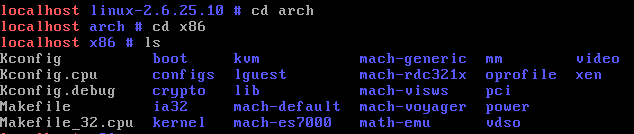 localhost linux-2.6.25.10 # cd arch
localhost arch # cd x86
localhost x86 # ls
Kconfig boot kvm mach-generic mm video
Kconfig.cpu configs lguest mach-rdc321x oprofile xen
Kconfig.debug crypto lib mach-visws pci
Makefile ia32 mach-default mach-voyager power
Makefile_32.cpu kernel mach-es7000 math-emu vdso